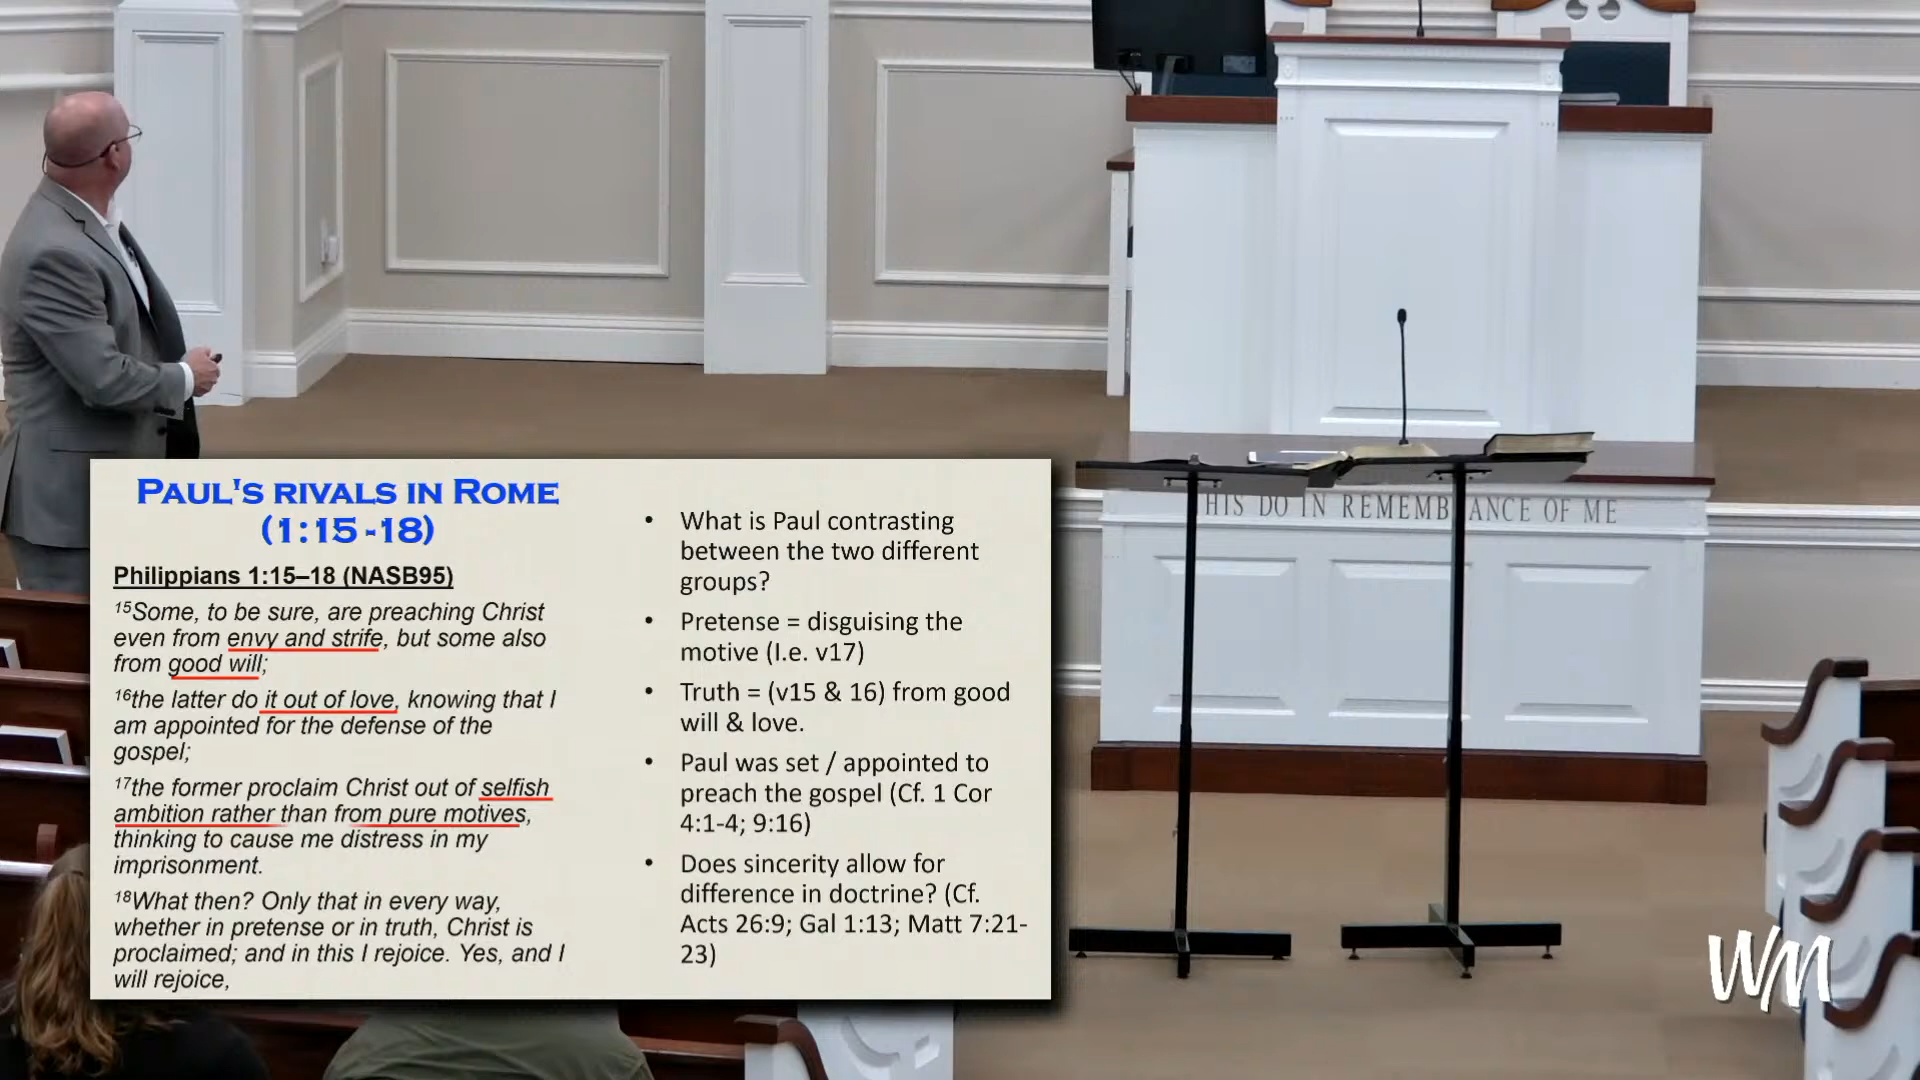 THIS DO IN REMEMBRANCE OF ME
PAUL'S RIVALS IN ROME
(1:15 -18)
Philippians 1:15–18 (NASB95)
15Some, to be sure, are preaching Christ
even from envy and strife, but some also
from good will;
16the latter do it out of love, knowing that I
am appointed for the defense of the
gospel;
17the former proclaim Christ out of selfish
ambition rather than from pure motives,
thinking to cause me distress in my
imprisonment.
18What then? Only that in every way,
whether in pretense or in truth, Christ is
proclaimed; and in this I rejoice. Yes, and I
will rejoice,
• What is Paul contrasting
between the two different
groups?
• Pretense = disguising the
motive (I.e. v17)
• Truth = (v15 & 16) from good
will & love.
• Paul was set / appointed to
preach the gospel (Cf. 1 Cor
4:1-4; 9:16)
• Does sincerity allow for
difference in doctrine? (Cf.
Acts 26:9; Gal 1:13; Matt 7:21-
23)
WM